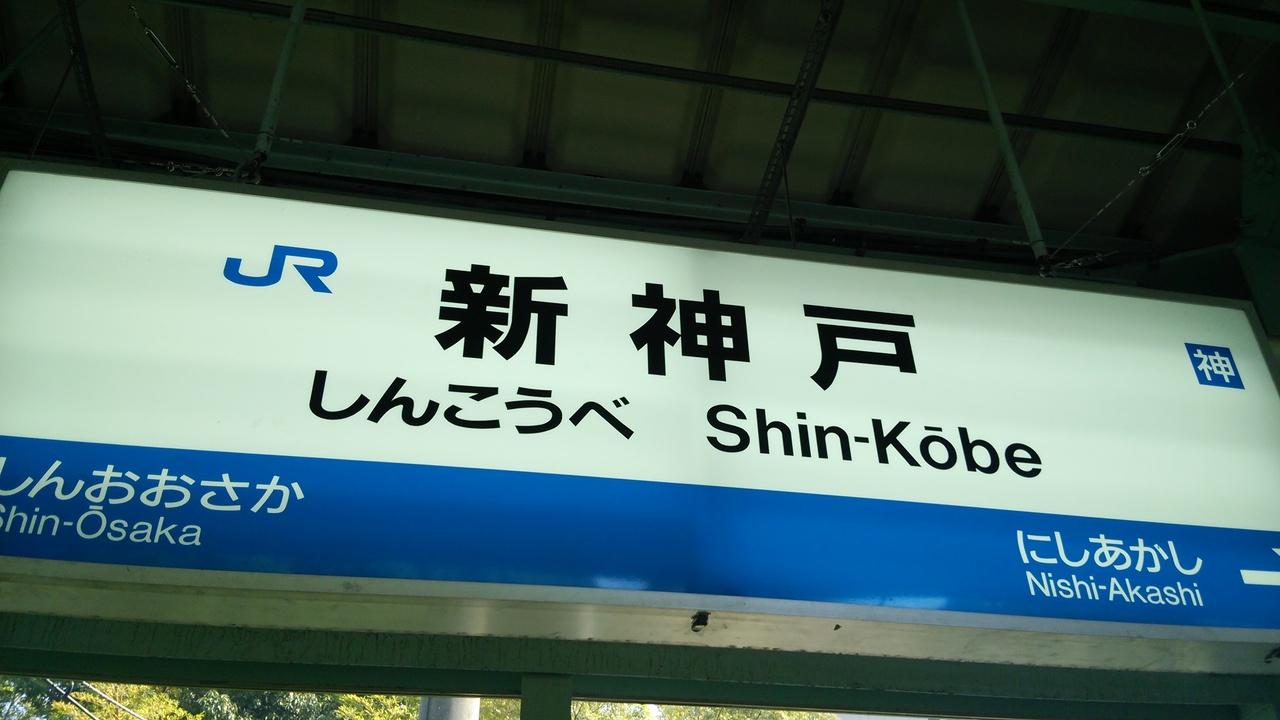 JR
新神戸
神
しんこうべ Shin-Kōbe
しんおおさか
Shin-Ōsaka
にしあかし
Nishi-Akashi